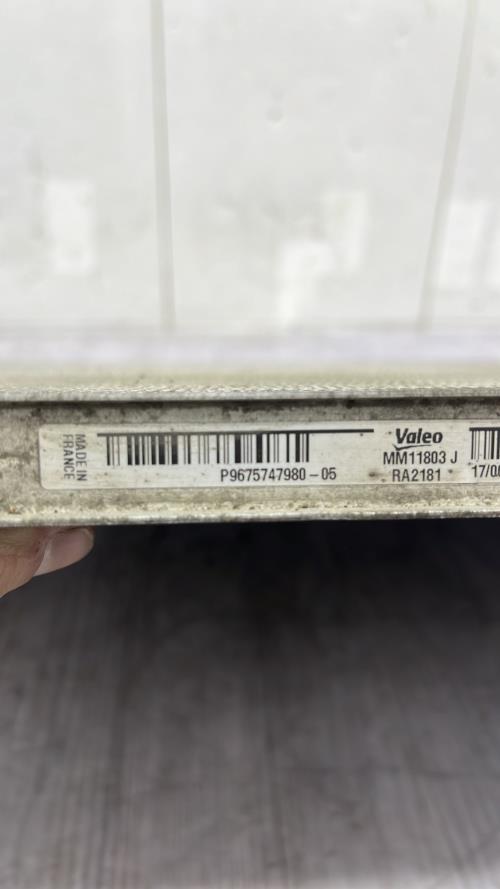 MADE IN
FRANCE
P9675747980-05
Valeo
MM11803 J
RA2181